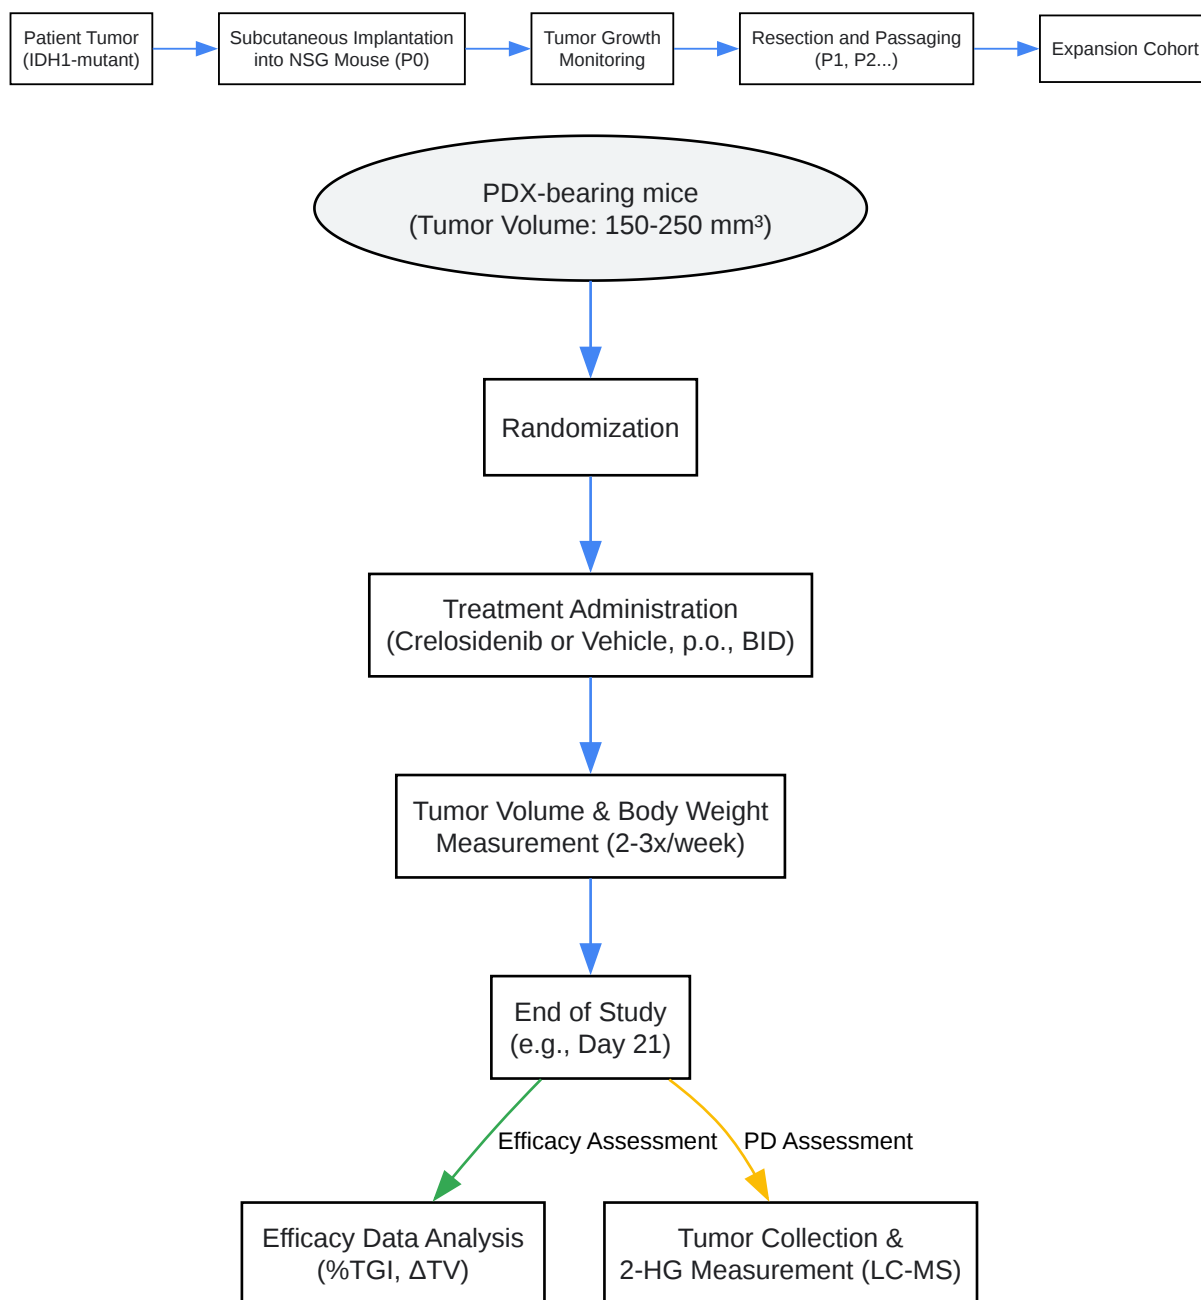 Patient Tumor
(IDH1-mutant)
Subcutaneous Implantation
into NSG Mouse (P0)
Tumor Growth
Monitoring
Resection and Passaging
(P1, P2...)
Expansion Cohort
PDX-bearing mice
(Tumor Volume: 150-250 mm³)
Randomization
Treatment Administration
(Crelosidenib or Vehicle, p.o., BID)
Tumor Volume & Body Weight
Measurement (2-3x/week)
End of Study
(e.g., Day 21)
Efficacy Assessment
PD Assessment
Efficacy Data Analysis
(%TGI, ΔTV)
Tumor Collection &
2-HG Measurement (LC-MS)